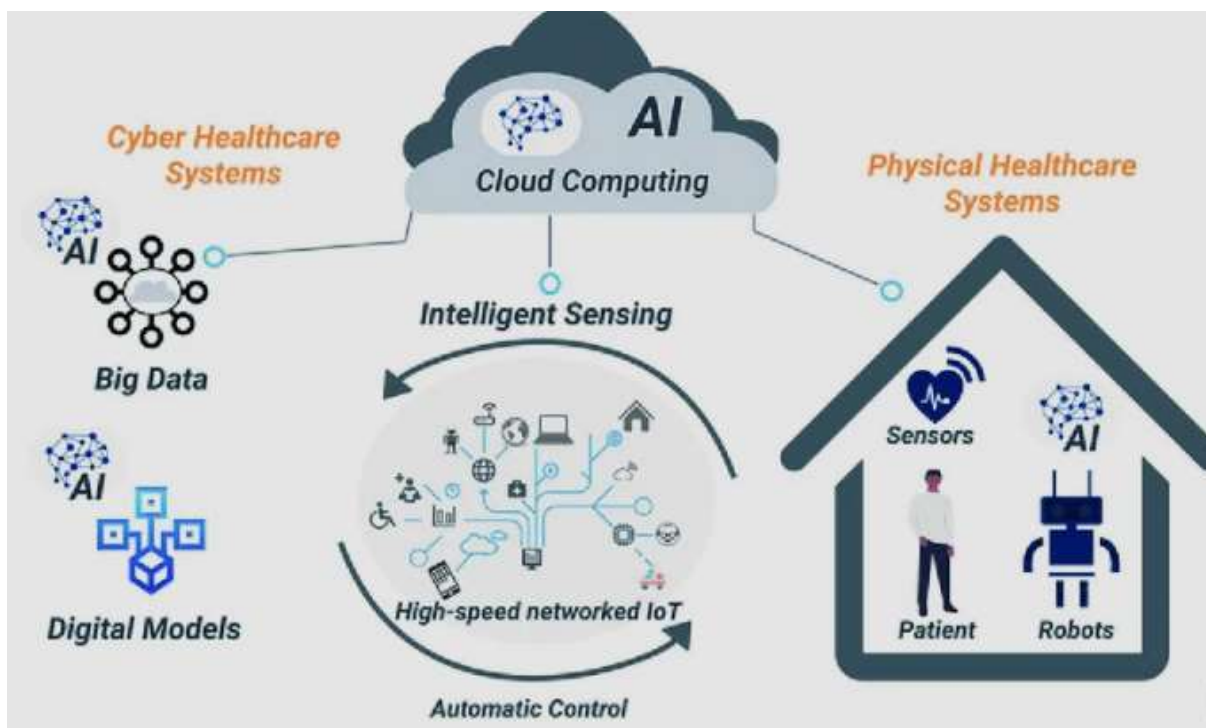 AI
Cloud Computing
Cyber Healthcare
Systems
AI
Big Data
AI
Digital Models
Intelligent Sensing
High-speed networked IoT
Automatic Control
Physical Healthcare
Systems
Sensors
AI
Patient
Robots